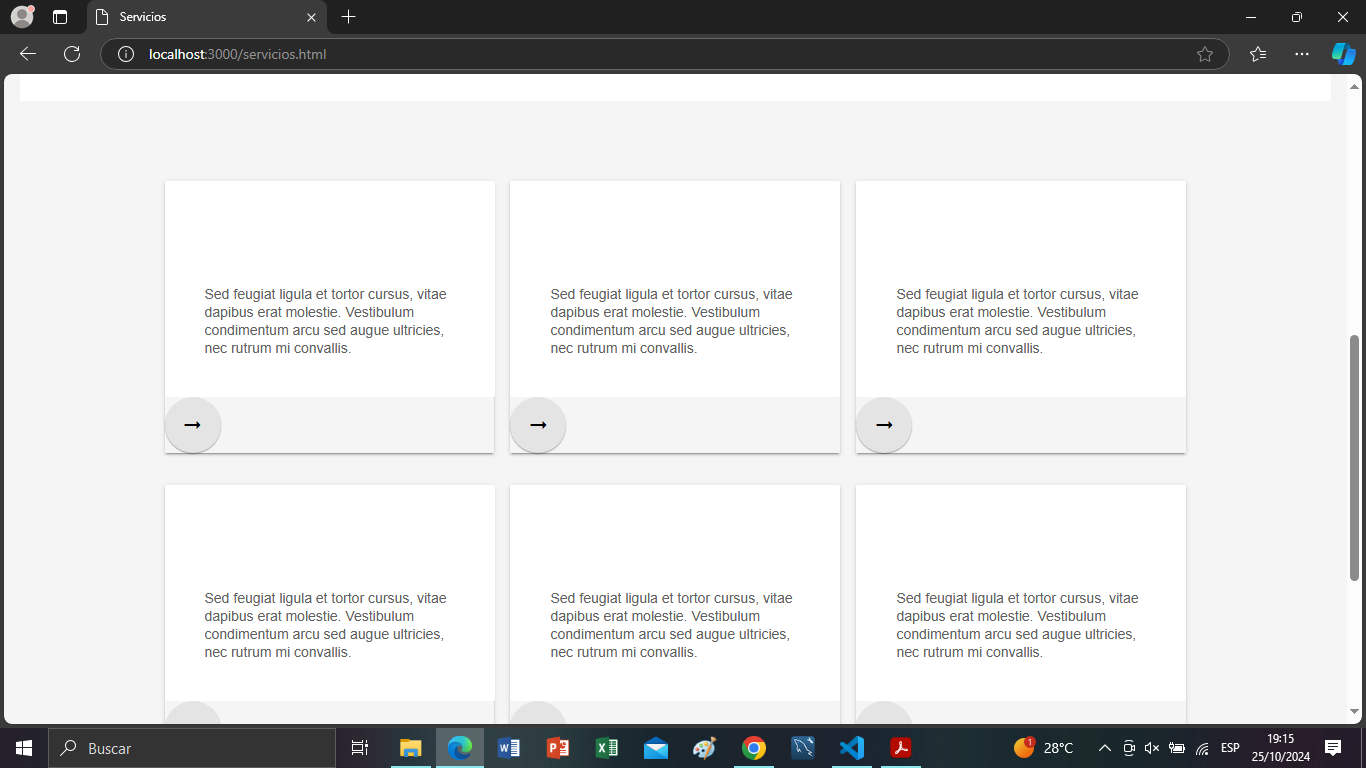 Servicios
localhost:3000/servicios.html
Sed feugiat ligula et tortor cursus, vitae
dapibus erat molestie. Vestibulum
condimentum arcu sed augue ultricies,
nec rutrum mi convallis.
Sed feugiat ligula et tortor cursus, vitae
dapibus erat molestie. Vestibulum
condimentum arcu sed augue ultricies,
nec rutrum mi convallis.
Sed feugiat ligula et tortor cursus, vitae
dapibus erat molestie. Vestibulum
condimentum arcu sed augue ultricies,
nec rutrum mi convallis.
Sed feugiat ligula et tortor cursus, vitae
dapibus erat molestie. Vestibulum
condimentum arcu sed augue ultricies,
nec rutrum mi convallis.
Sed feugiat ligula et tortor cursus, vitae
dapibus erat molestie. Vestibulum
condimentum arcu sed augue ultricies,
nec rutrum mi convallis.
Sed feugiat ligula et tortor cursus, vitae
dapibus erat molestie. Vestibulum
condimentum arcu sed augue ultricies,
nec rutrum mi convallis.
Buscar
1
28°C
ESP
19:15
25/10/2024